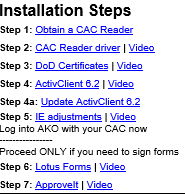 Installation Steps
Step 1: Obtain a CAC Reader
Step 2: CAC Reader driver | Video
Step 3: DoD Certificates | Video
Step 4: ActivClient 6.2 | Video
Step 4a: Update ActivClient 6.2
Step 5: IE adjustments | Video
Log into AKO with your CAC now
----------------
Proceed ONLY if you need to sign forms
Step 6: Lotus Forms | Video
Step 7: ApproveIt | Video